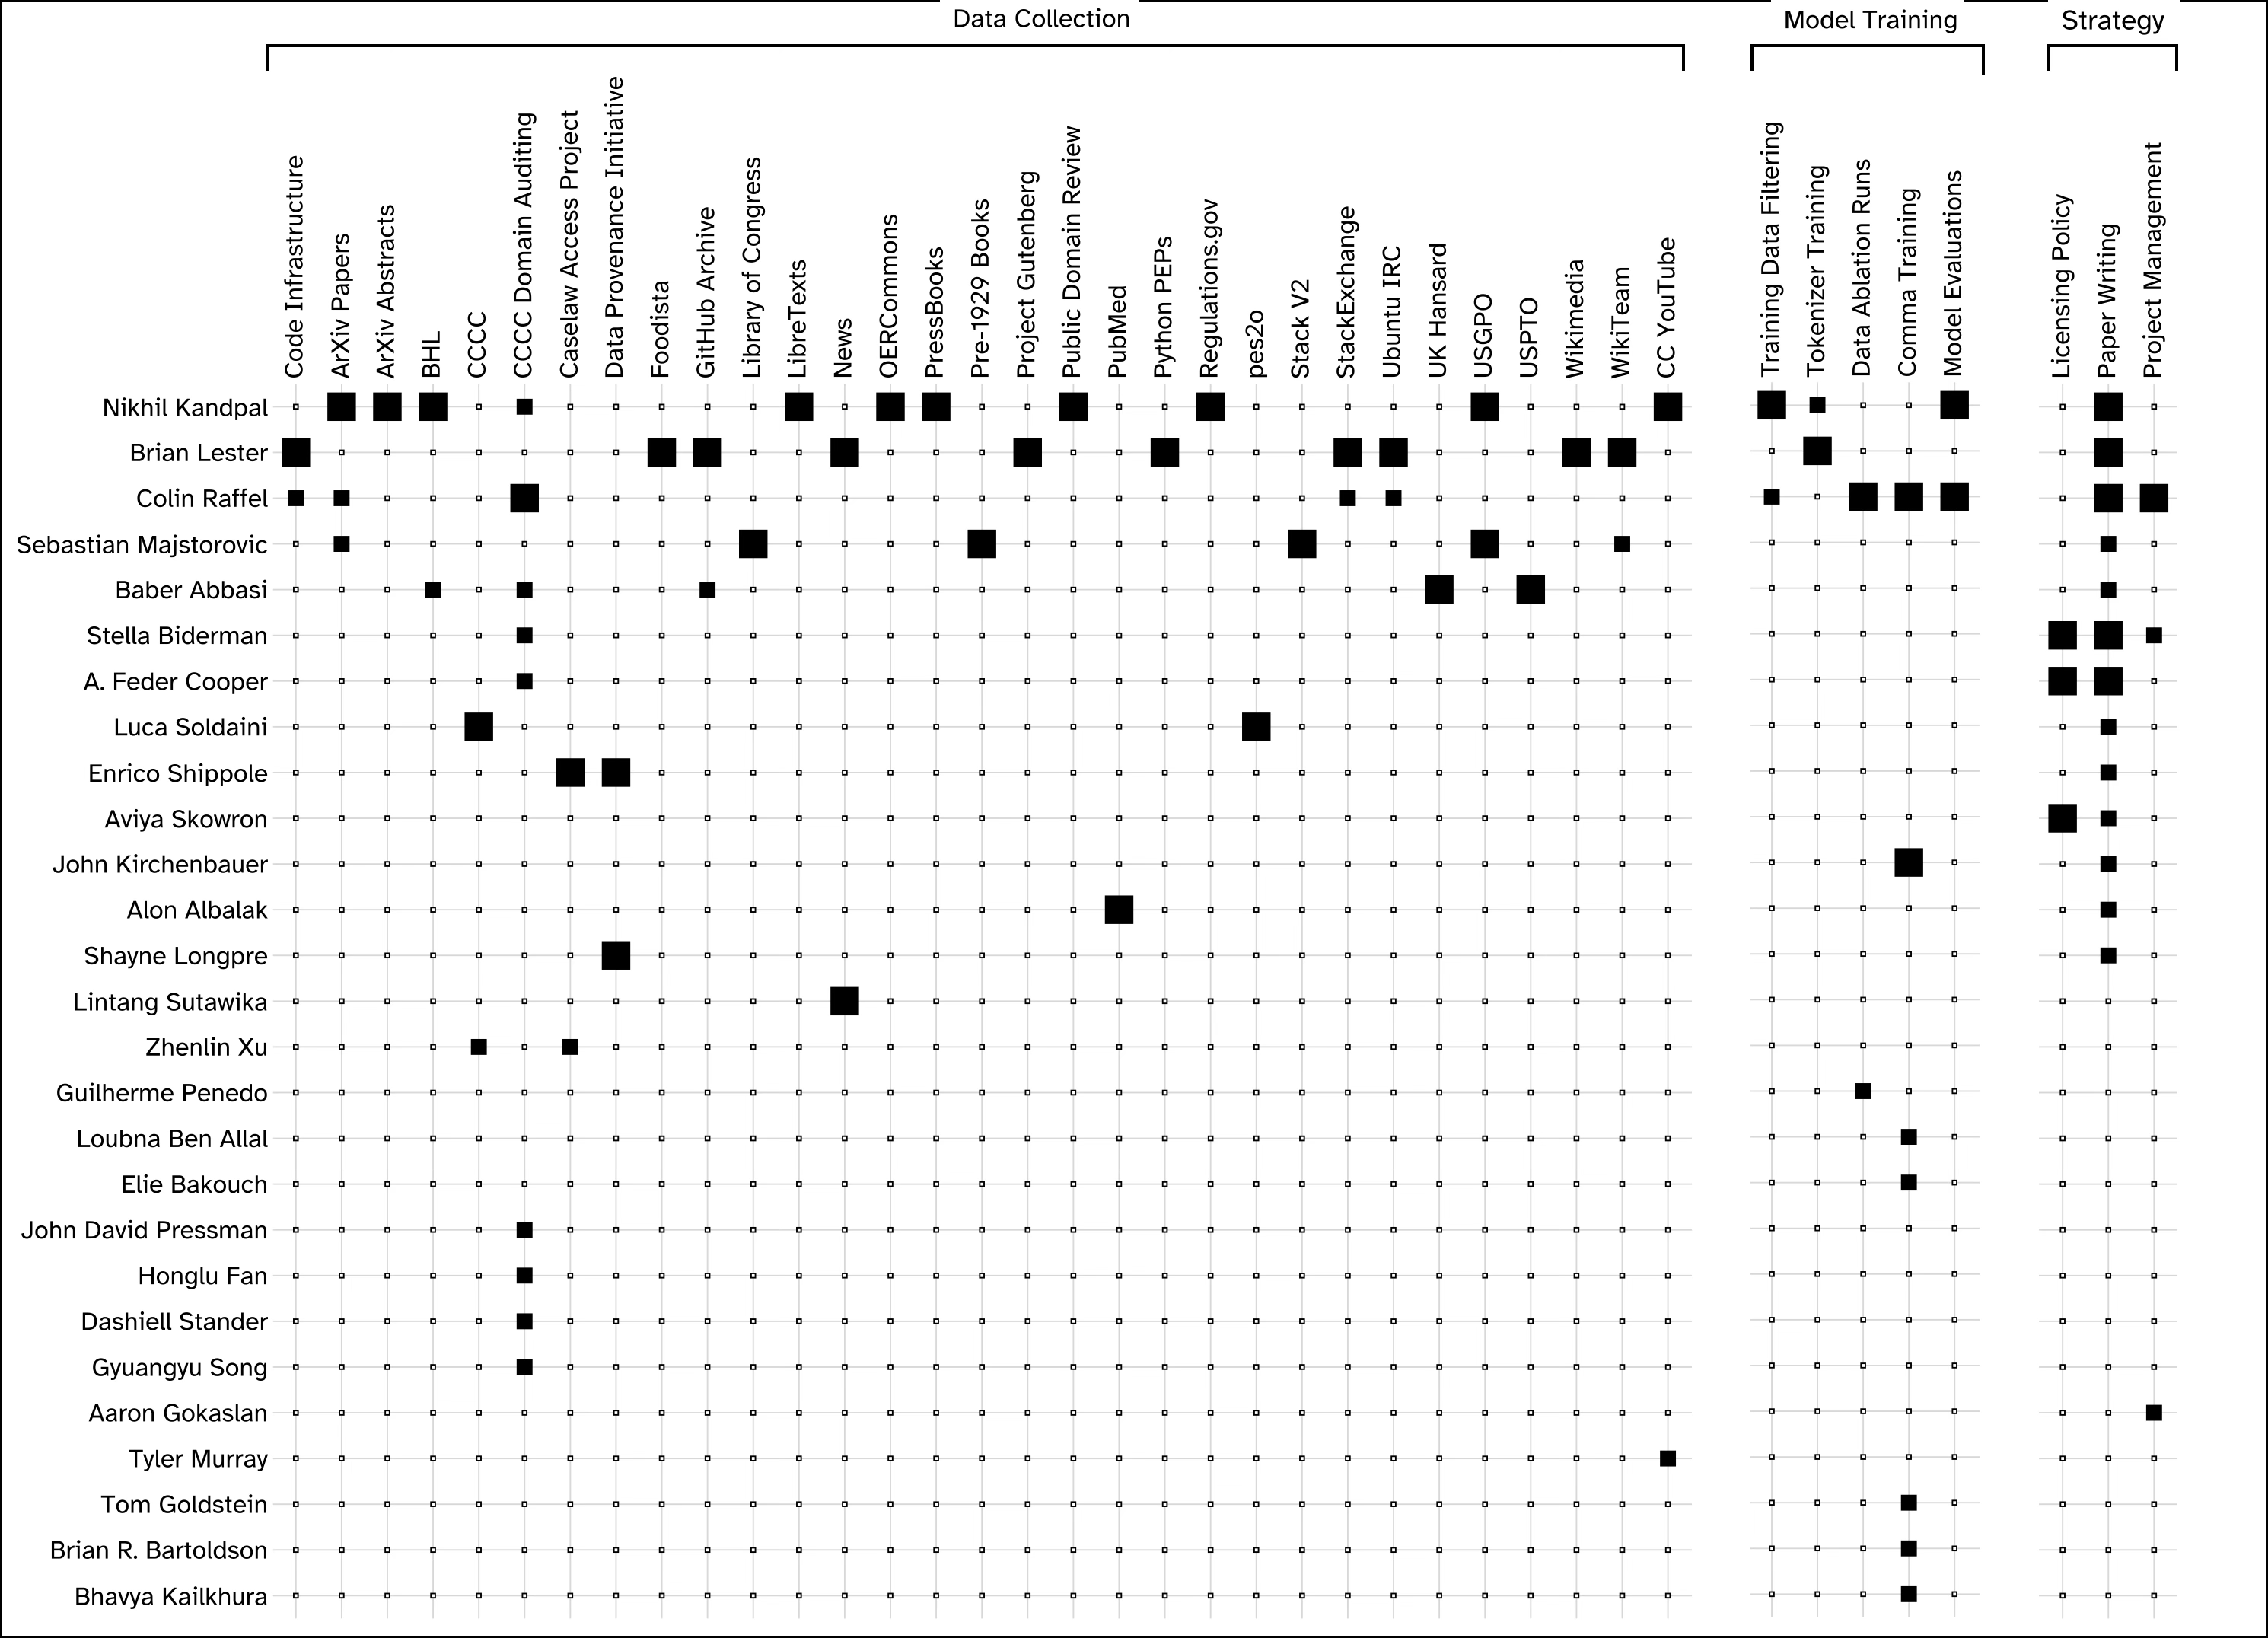 Data Collection
Model Training
Strategy
Code Infrastructure
ArXiv Papers
ArXiv Abstracts
BHL
CCCC
CCCC Domain Auditing
Caselaw Access Project
Data Provenance Initiative
Foodista
GitHub Archive
Library of Congress
LibreTexts
News
OERCommons
PressBooks
Pre-1929 Books
Project Gutenberg
Public Domain Review
PubMed
Python PEPs
Regulations.gov
pes2o
Stack V2
StackExchange
Ubuntu IRC
UK Hansard
USGPO
USPTO
Wikimedia
WikiTeam
CC YouTube
Training Data Filtering
Tokenizer Training
Data Ablation Runs
Comma Training
Model Evaluations
Licensing Policy
Paper Writing
Project Management
Nikhil Kandpal
Brian Lester
Colin Raffel
Sebastian Majstorovic
Baber Abbasi
Stella Biderman
A. Feder Cooper
Luca Soldaini
Enrico Shippole
Aviya Skowron
John Kirchenbauer
Alon Albalak
Shayne Longpre
Lintang Sutawika
Zhenlin Xu
Guilherme Penedo
Loubna Ben Allal
Elie Bakouch
John David Pressman
Honglu Fan
Dashiell Stander
Gyuangyu Song
Aaron Gokaslan
Tyler Murray
Tom Goldstein
Brian R. Bartoldson
Bhavya Kailkhura